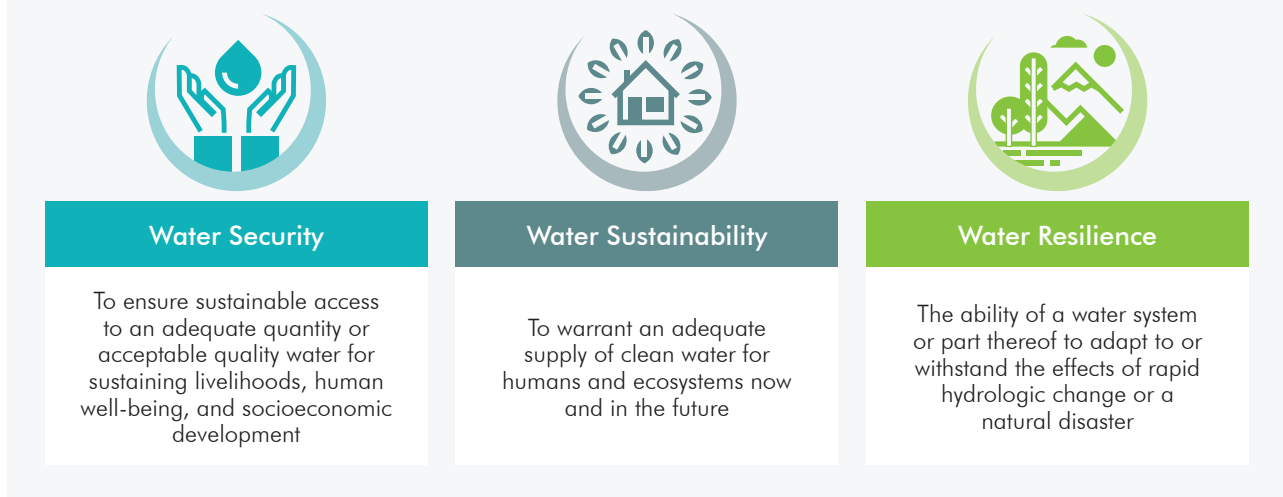 Water Security
To ensure sustainable access
to an adequate quantity or
acceptable quality water for
sustaining livelihoods, human
well-being, and socioeconomic
development
Water Sustainability
To warrant an adequate
supply of clean water for
humans and ecosystems now
and in the future
Water Resilience
The ability of a water system
or part thereof to adapt to or
withstand the effects of rapid
hydrologic change or a
natural disaster